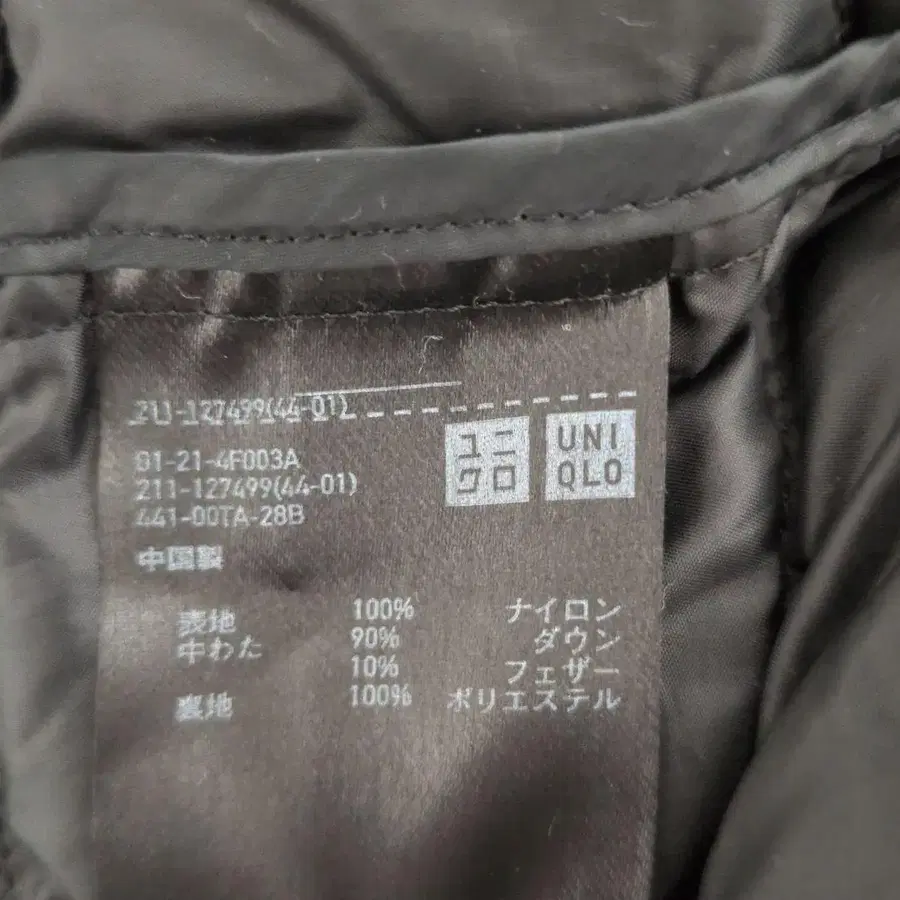 211-127499(44-01)
ユニ
クロ
UNI
QLO
01-21-4F003A
211-127499(44-01)
441-00TA-28B
中国製
表地 100% ナイロン
中わた 90% ダウン
10% フェザー
裏地 100% ポリエステル